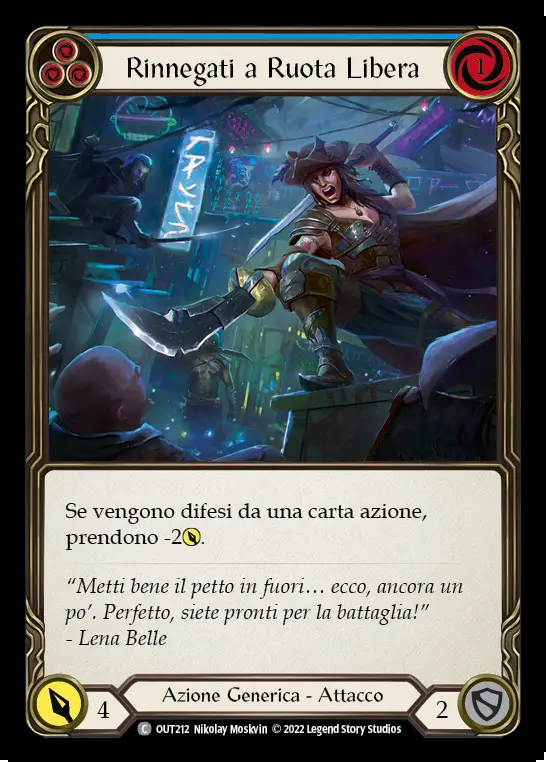 Rinnegati a Ruota Libera
1
Se vengono difesi da una carta azione,
prendono -2.
“Metti bene il petto in fuori… ecco, ancora un
po’. Perfetto, siete pronti per la battaglia!”
- Lena Belle
4
Azione Generica - Attacco
2
C OUT212 Nikolay Moskvin © 2022 Legend Story Studios